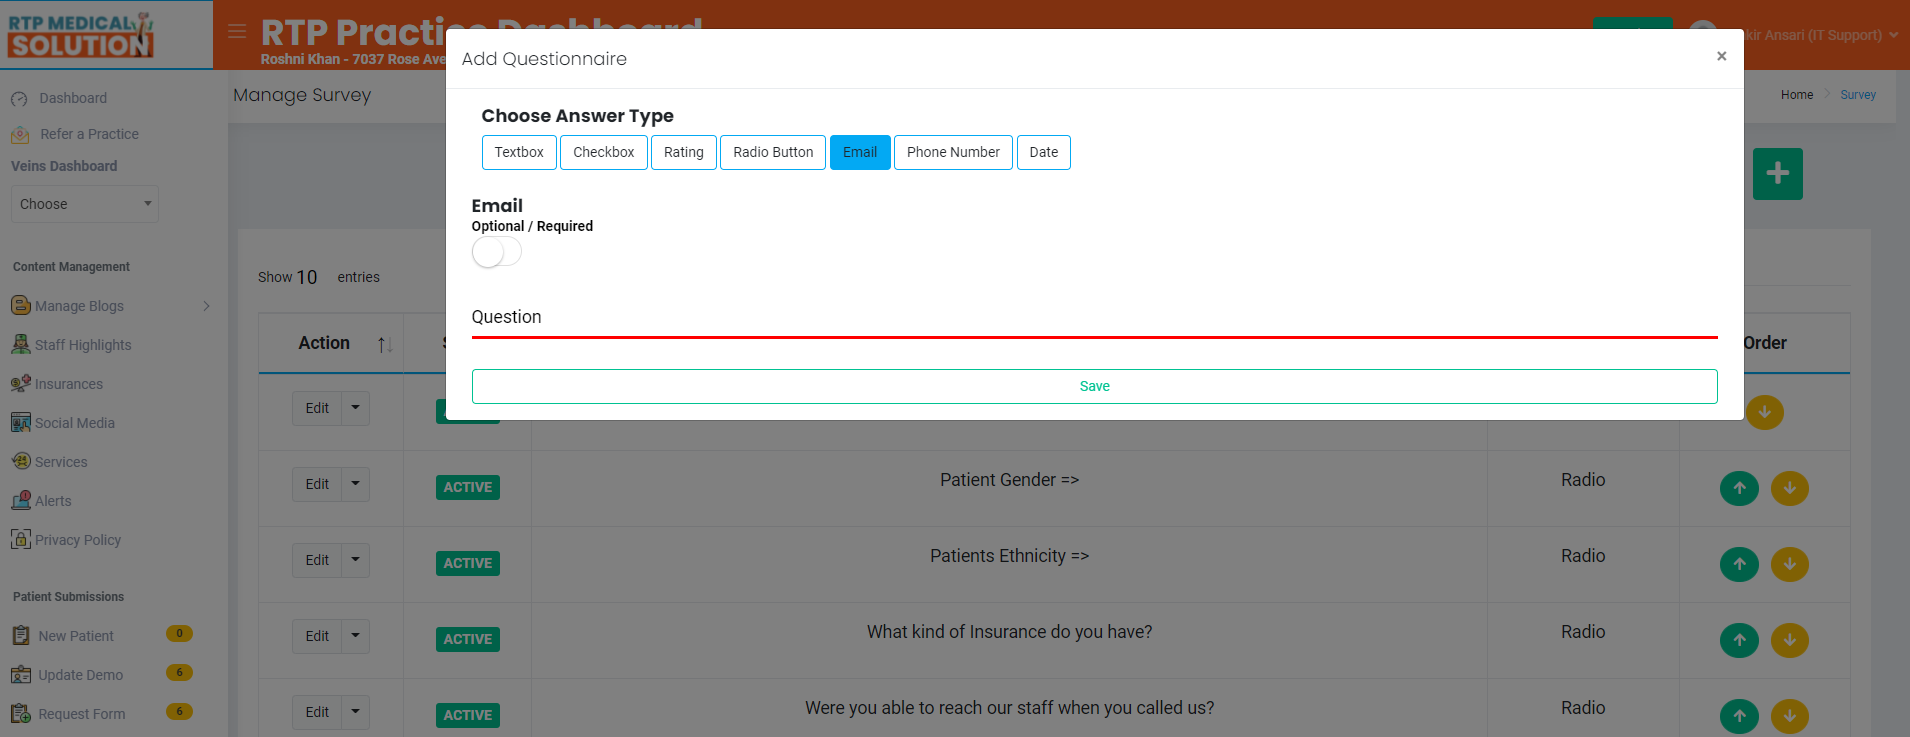 RTP MEDICAL
SOLUTION
RTP Practice Dashboard
Roshni Khan - 7037 Rose Ave
kir Ansari (IT Support)
Dashboard
Refer a Practice
Veins Dashboard
Choose
Content Management
Manage Blogs
Staff Highlights
Insurances
Social Media
Services
Alerts
Privacy Policy
Patient Submissions
New Patient 0
Update Demo 6
Request Form 6
Manage Survey
Home > Survey
Add Questionnaire ×
Choose Answer Type
Textbox Checkbox Rating Radio Button Email Phone Number Date
Email
Optional / Required
Question
Save
Show 10 entries
Action Order
Edit
Edit ACTIVE Patient Gender => Radio
Edit ACTIVE Patients Ethnicity => Radio
Edit ACTIVE What kind of Insurance do you have? Radio
Edit ACTIVE Were you able to reach our staff when you called us? Radio